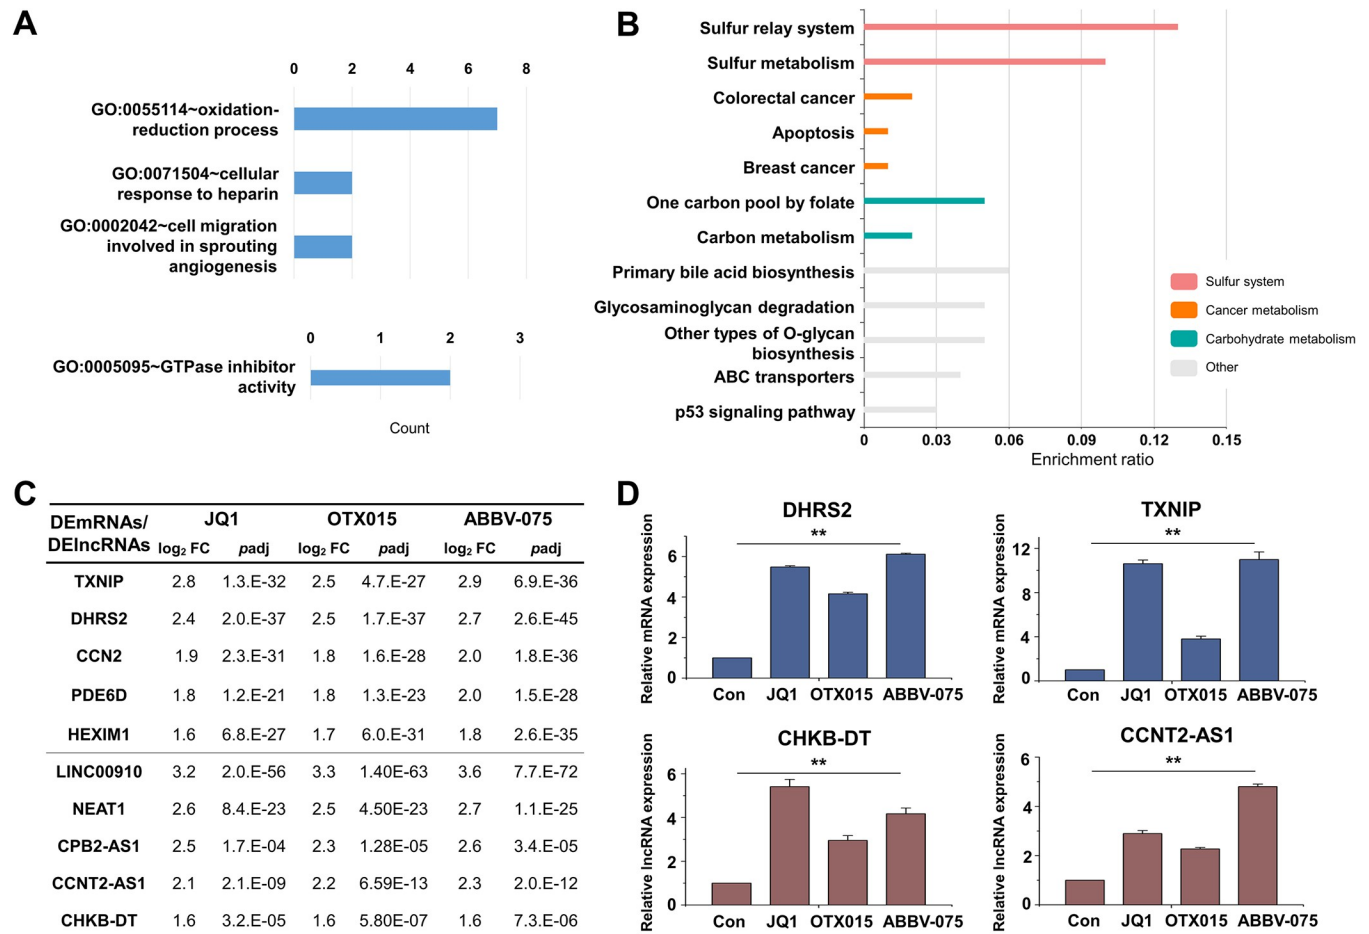 A
0 2 4 6 8
GO:0055114~oxidation-
reduction process
GO:0071504~cellular
response to heparin
GO:0002042~cell migration
involved in sprouting
angiogenesis
0 1 2 3
GO:0005095~GTPase inhibitor
activity
Count
B
Sulfur relay system
Sulfur metabolism
Colorectal cancer
Apoptosis
Breast cancer
One carbon pool by folate
Carbon metabolism
Primary bile acid biosynthesis
Glycosaminoglycan degradation
Other types of O-glycan
biosynthesis
ABC transporters
p53 signaling pathway
0 0.03 0.06 0.09 0.12 0.15
Enrichment ratio
Sulfur system
Cancer metabolism
Carbohydrate metabolism
Other
C
DEmRNAs/ JQ1 OTX015 ABBV-075
DElncRNAs log2 FC padj log2 FC padj log2 FC padj
TXNIP 2.8 1.3.E-32 2.5 4.7.E-27 2.9 6.9.E-36
DHRS2 2.4 2.0.E-37 2.5 1.7.E-37 2.7 2.6.E-45
CCN2 1.9 2.3.E-31 1.8 1.6.E-28 2.0 1.8.E-36
PDE6D 1.8 1.2.E-21 1.8 1.3.E-23 2.0 1.5.E-28
HEXIM1 1.6 6.8.E-27 1.7 6.0.E-31 1.8 2.6.E-35
LINC00910 3.2 2.0.E-56 3.3 1.40E-63 3.6 7.7.E-72
NEAT1 2.6 8.4.E-23 2.5 4.50E-23 2.7 1.1.E-25
CPB2-AS1 2.5 1.7.E-04 2.3 1.28E-05 2.6 3.4.E-05
CCNT2-AS1 2.1 2.1.E-09 2.2 6.59E-13 2.3 2.0.E-12
CHKB-DT 1.6 3.2.E-05 1.6 5.80E-07 1.6 7.3.E-06
D
DHRS2
**
Relative mRNA expression
6
4
2
0
Con JQ1 OTX015 ABBV-075
TXNIP
**
Relative mRNA expression
12
8
4
0
Con JQ1 OTX015 ABBV-075
CHKB-DT
**
Relative lncRNA expression
6
4
2
0
Con JQ1 OTX015 ABBV-075
CCNT2-AS1
**
Relative lncRNA expression
6
4
2
0
Con JQ1 OTX015 ABBV-075